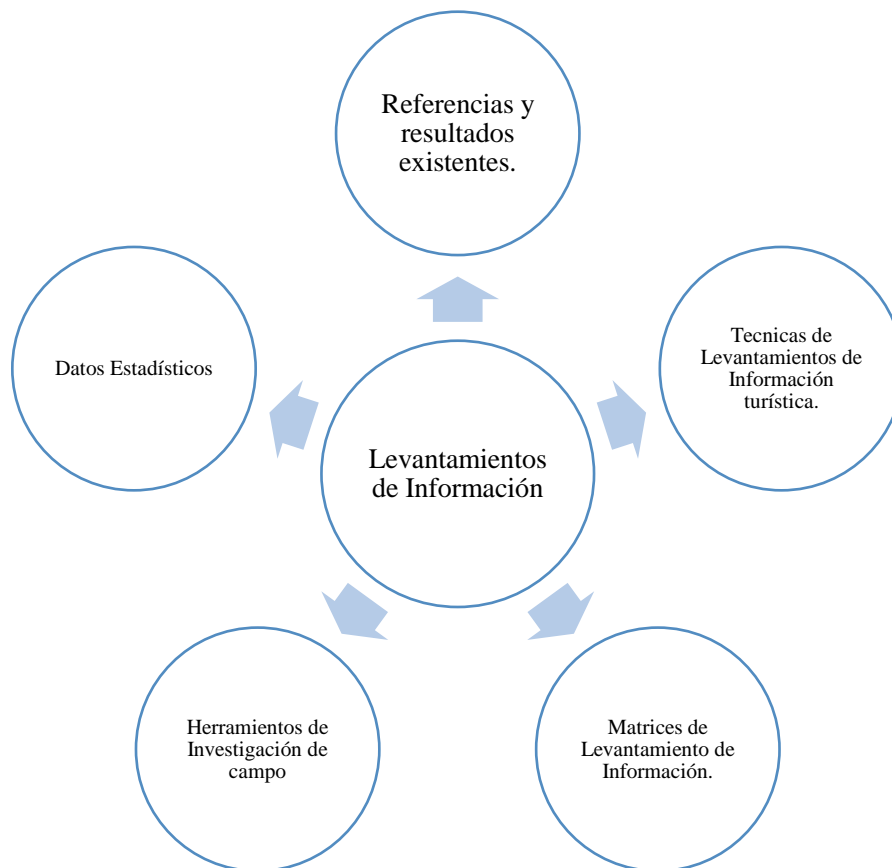 Referencias y
resultados
existentes.
Datos Estadísticos
Tecnicas de
Levantamientos de
Información
turística.
Levantamientos
de Información
Herramientos de
Investigación de
campo
Matrices de
Levantamiento de
Información.